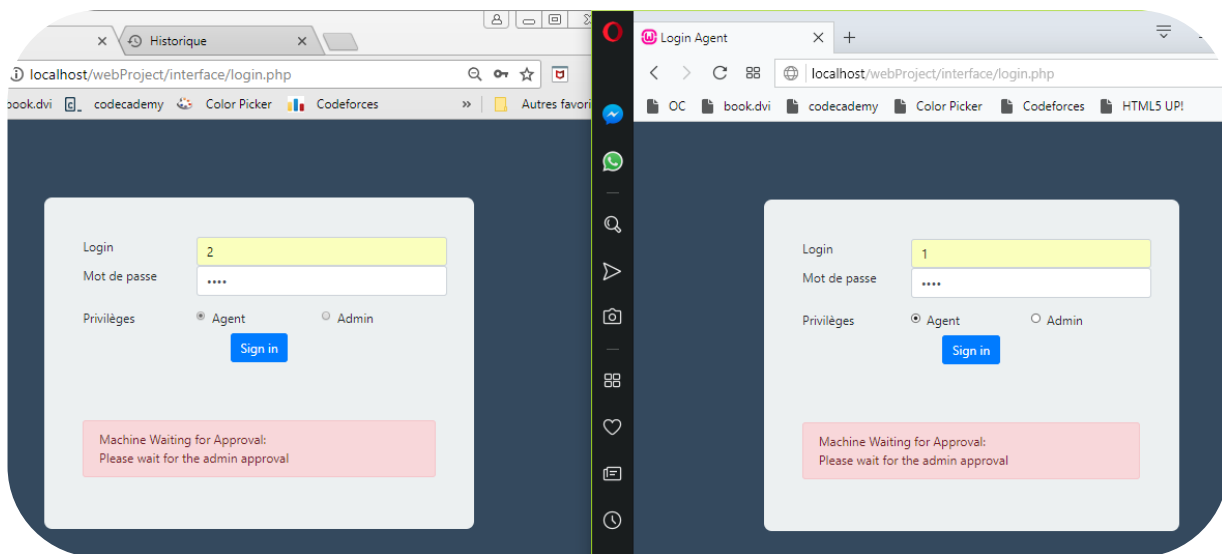 Historique
localhost/webProject/interface/login.php
book.dvi codecademy Color Picker Codeforces » Autres favori
Login 2
Mot de passe ••••
Privilèges Agent Admin
Sign in
Machine Waiting for Approval:
Please wait for the admin approval
Login Agent
localhost/webProject/interface/login.php
OC book.dvi codecademy Color Picker Codeforces HTML5 UP!
Login 1
Mot de passe ••••
Privilèges Agent Admin
Sign in
Machine Waiting for Approval:
Please wait for the admin approval